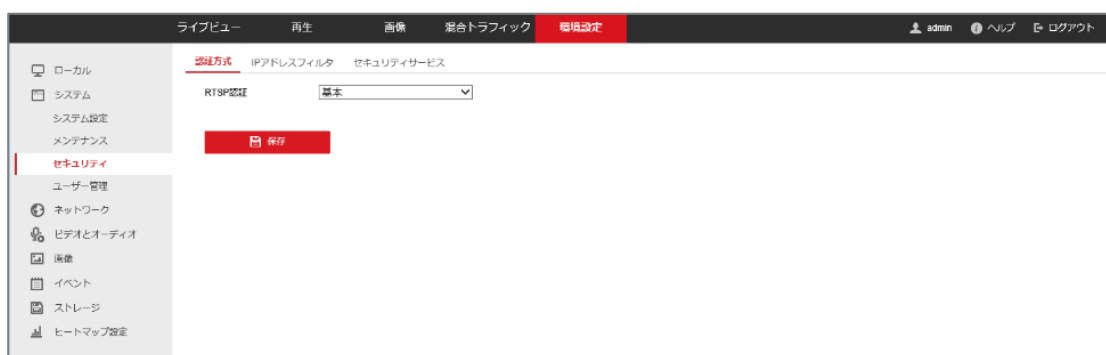 ライブビュー 再生 画像 混合トラフィック 環境設定 admin ヘルプ ログアウト
認証方式 IPアドレスフィルタ セキュリティサービス
ローカル
RTSP認証 基本
システム
システム設定
メンテナンス
保存
セキュリティ
ユーザー管理
ネットワーク
ビデオとオーディオ
画像
イベント
ストレージ
ヒートマップ設定